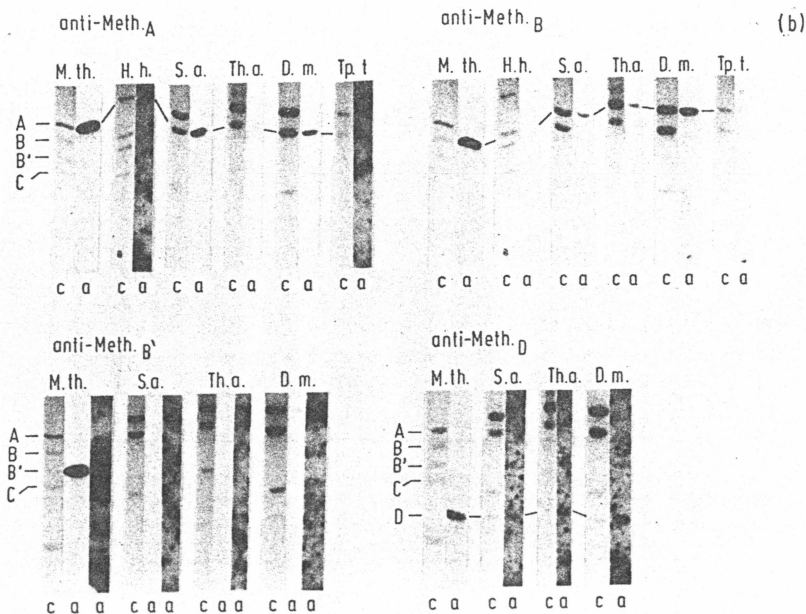 anti-Meth.A
anti-Meth.B
(b)
M. th. H. h. S. a. Th. a. D. m. Tp. t
M. th. H. h S. a. Th. a. D. m. Tp. t.
A
B
B'
C
c a c a c a c a c a c a
c a c a c a c a c a c a
anti-Meth.B'
anti-Meth.D
M. th. S. a. Th. a. D. m.
M. th. S. a. Th. a. D. m.
A
B
B'
C
A
B
B'
C
D
c a a c a a c a a c a a
c a c a c a c a